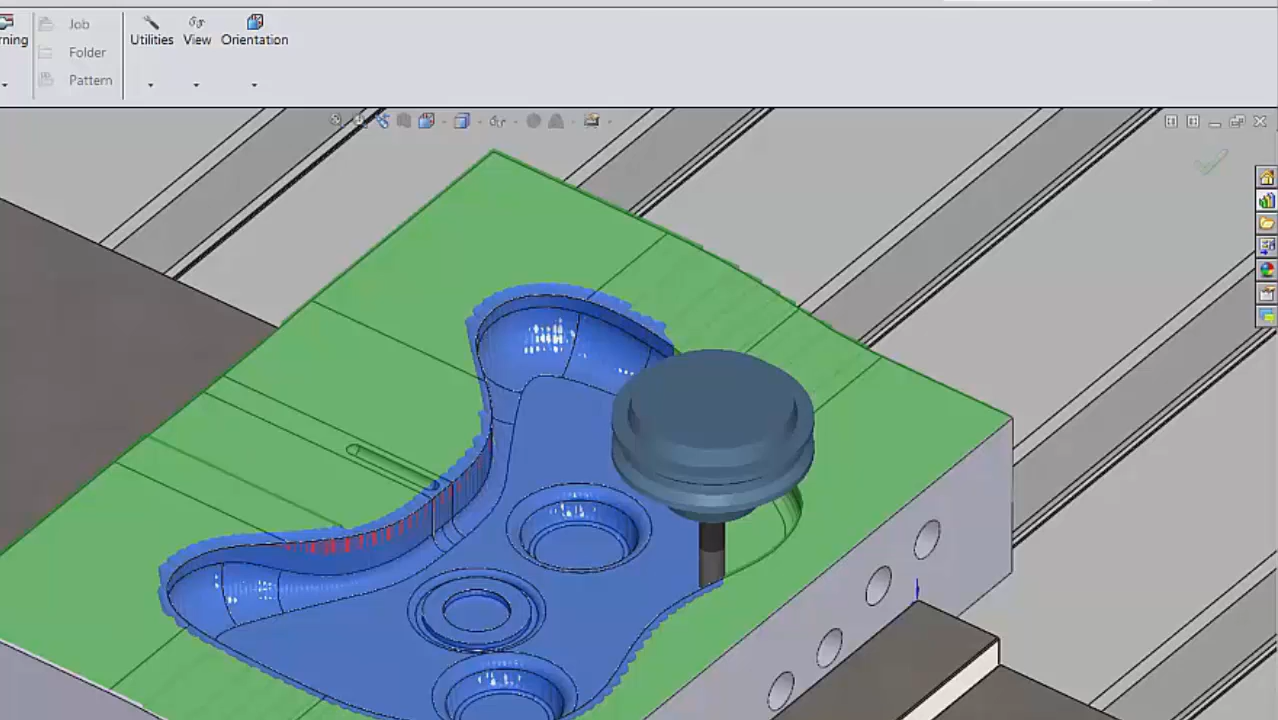 Job
rning
Utilities View Orientation
Folder
Pattern